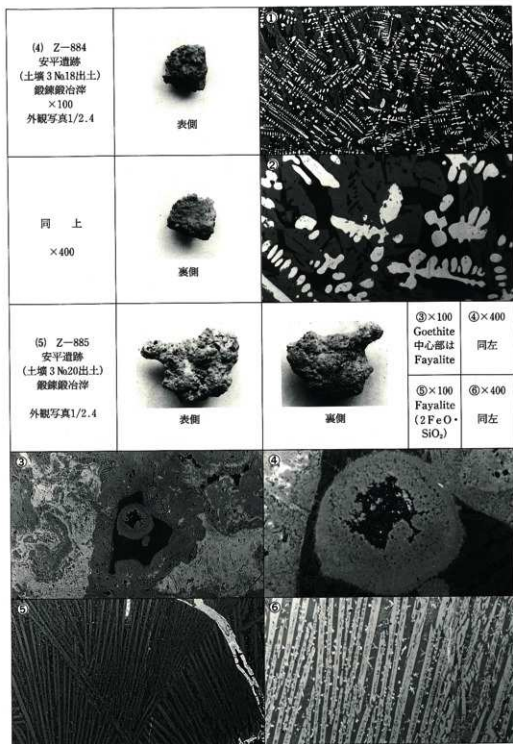 (4) Z—884
安平遺跡
(土壙3 №18出土)
鍛錬鍛冶滓
×100
外観写真1/2.4
表側
①
同 上
×400
裏側
②
(5) Z—885
安平遺跡
(土壙3 №20出土)
鍛錬鍛冶滓
外観写真1/2.4
表側
裏側
③×100
Goethite
中心部は
Fayalite
④×400
同左
⑤×100
Fayalite
(2FeO・
SiO₂)
⑥×400
同左
③
④
⑤
⑥